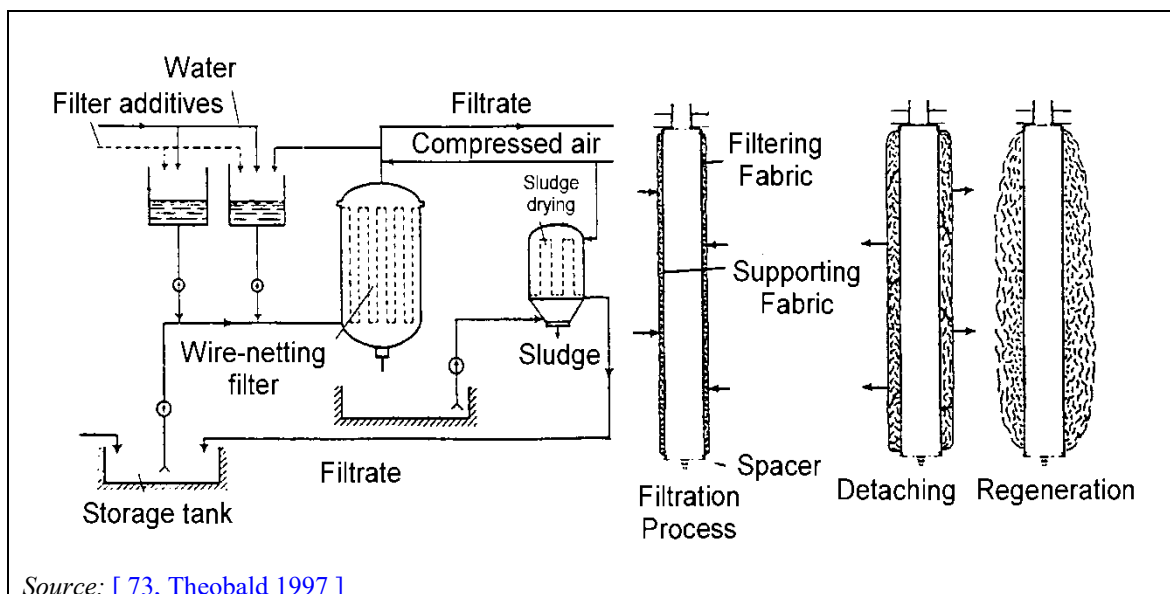 Water
Filter additives
Filtrate
Compressed air
Sludge
drying
Wire-netting
filter
Sludge
Filtrate
Storage tank
Filtering
Fabric
Supporting
Fabric
Spacer
Filtration
Process
Detaching
Regeneration
Source: [ 73, Theobald 1997 ]